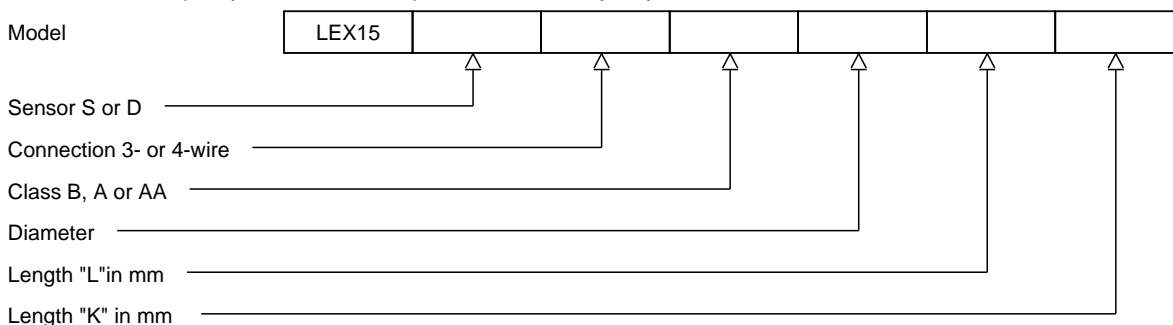 Model LEX15
Sensor S or D
Connection 3- or 4-wire
Class B, A or AA
Diameter
Length "L"in mm
Length "K" in mm